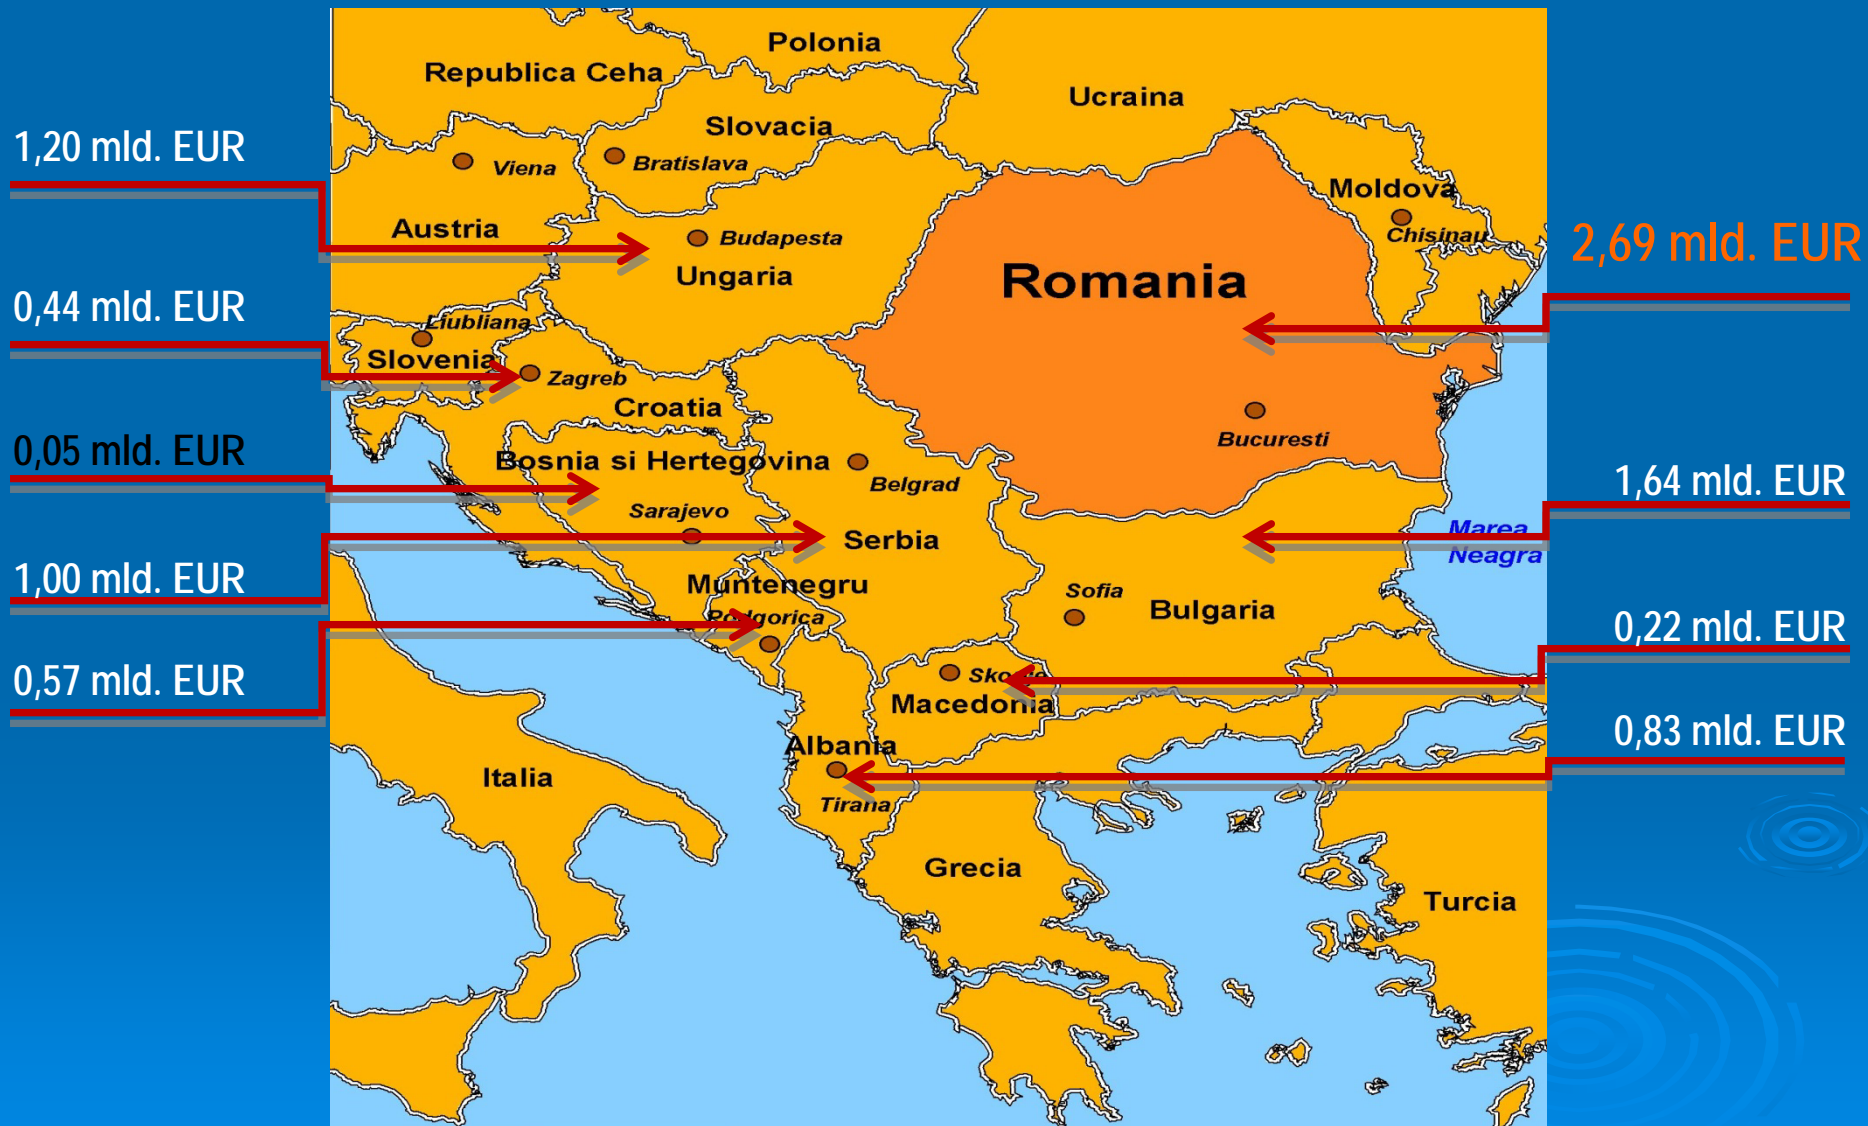 Polonia
Republica Ceha
Ucraina
Slovacia
1,20 mld. EUR
Viena
Bratislava
Moldova
Austria
Budapesta
Chisinau
2,69 mld. EUR
Ungaria
Romania
0,44 mld. EUR
Liubliana
Slovenia
Zagreb
Croatia
Bucuresti
0,05 mld. EUR
Bosnia si Hertegovina
Belgrad
1,64 mld. EUR
Sarajevo
Serbia
Marea
Neagra
1,00 mld. EUR
Muntenegru
Sofia
Bulgaria
Podgorica
0,22 mld. EUR
0,57 mld. EUR
Macedonia
0,83 mld. EUR
Albania
Italia
Tirana
Grecia
Turcia